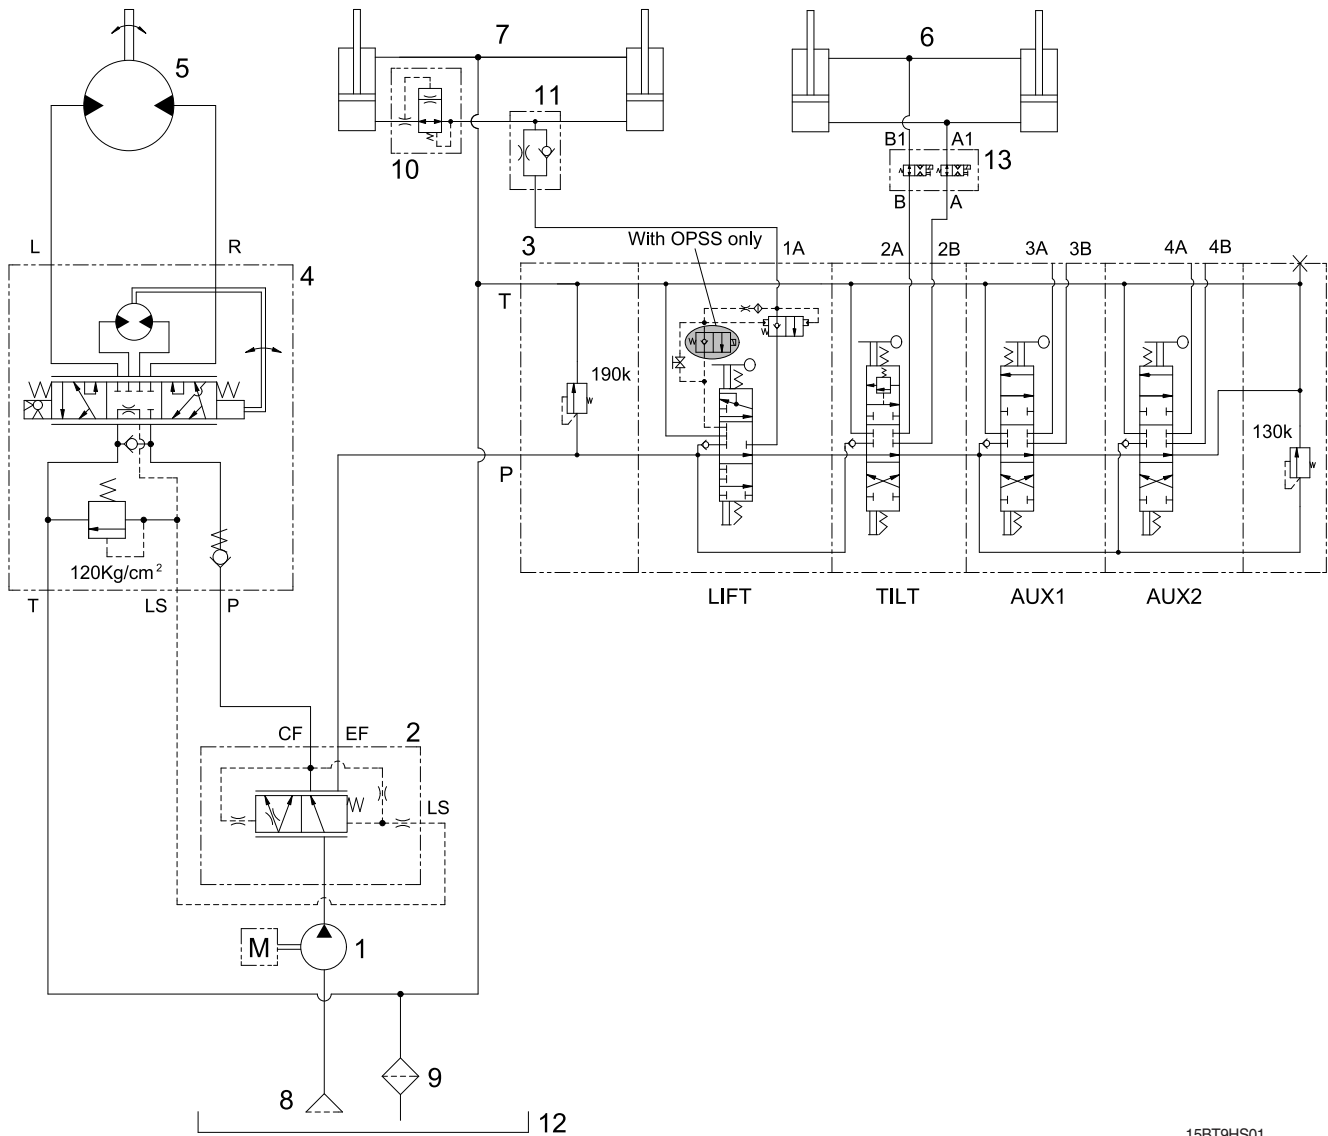 5
7
6
11
10
B1
A1
13
B
A
With OPSS only
L
R
3
1A
2A
2B
3A
3B
4A
4B
4
T
190k
130k
P
120Kg/cm²
T
LS
P
LIFT
TILT
AUX1
AUX2
CF
EF
2
LS
M
1
8
9
12
15BT9HS01